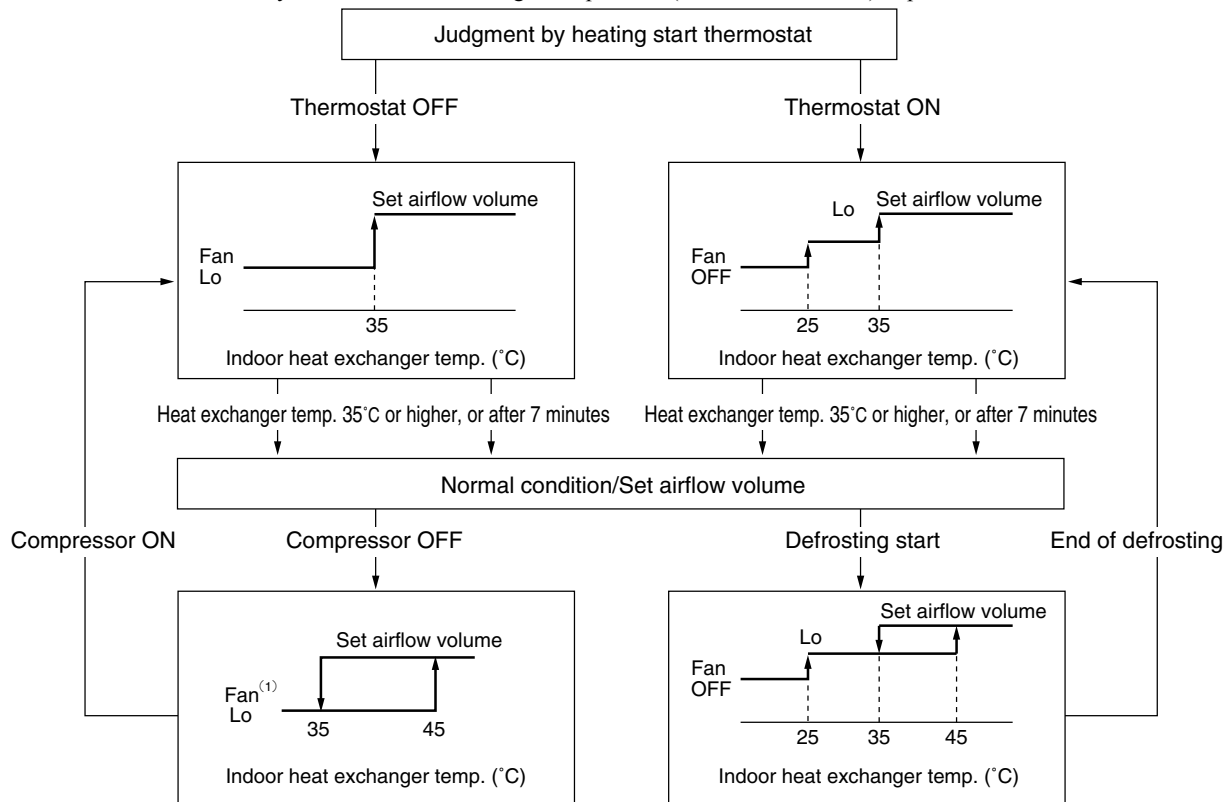 Judgment by heating start thermostat
Thermostat OFF
Thermostat ON
Set airflow volume
Fan
Lo
35
Indoor heat exchanger temp. (˚C)
Set airflow volume
Lo
Fan
OFF
25 35
Indoor heat exchanger temp. (˚C)
Heat exchanger temp. 35˚C or higher, or after 7 minutes
Heat exchanger temp. 35˚C or higher, or after 7 minutes
Normal condition/Set airflow volume
Compressor ON
Compressor OFF
Defrosting start
End of defrosting
Set airflow volume
Fan(1)
Lo
35 45
Indoor heat exchanger temp. (˚C)
Set airflow volume
Lo
Fan
OFF
25 35 45
Indoor heat exchanger temp. (˚C)